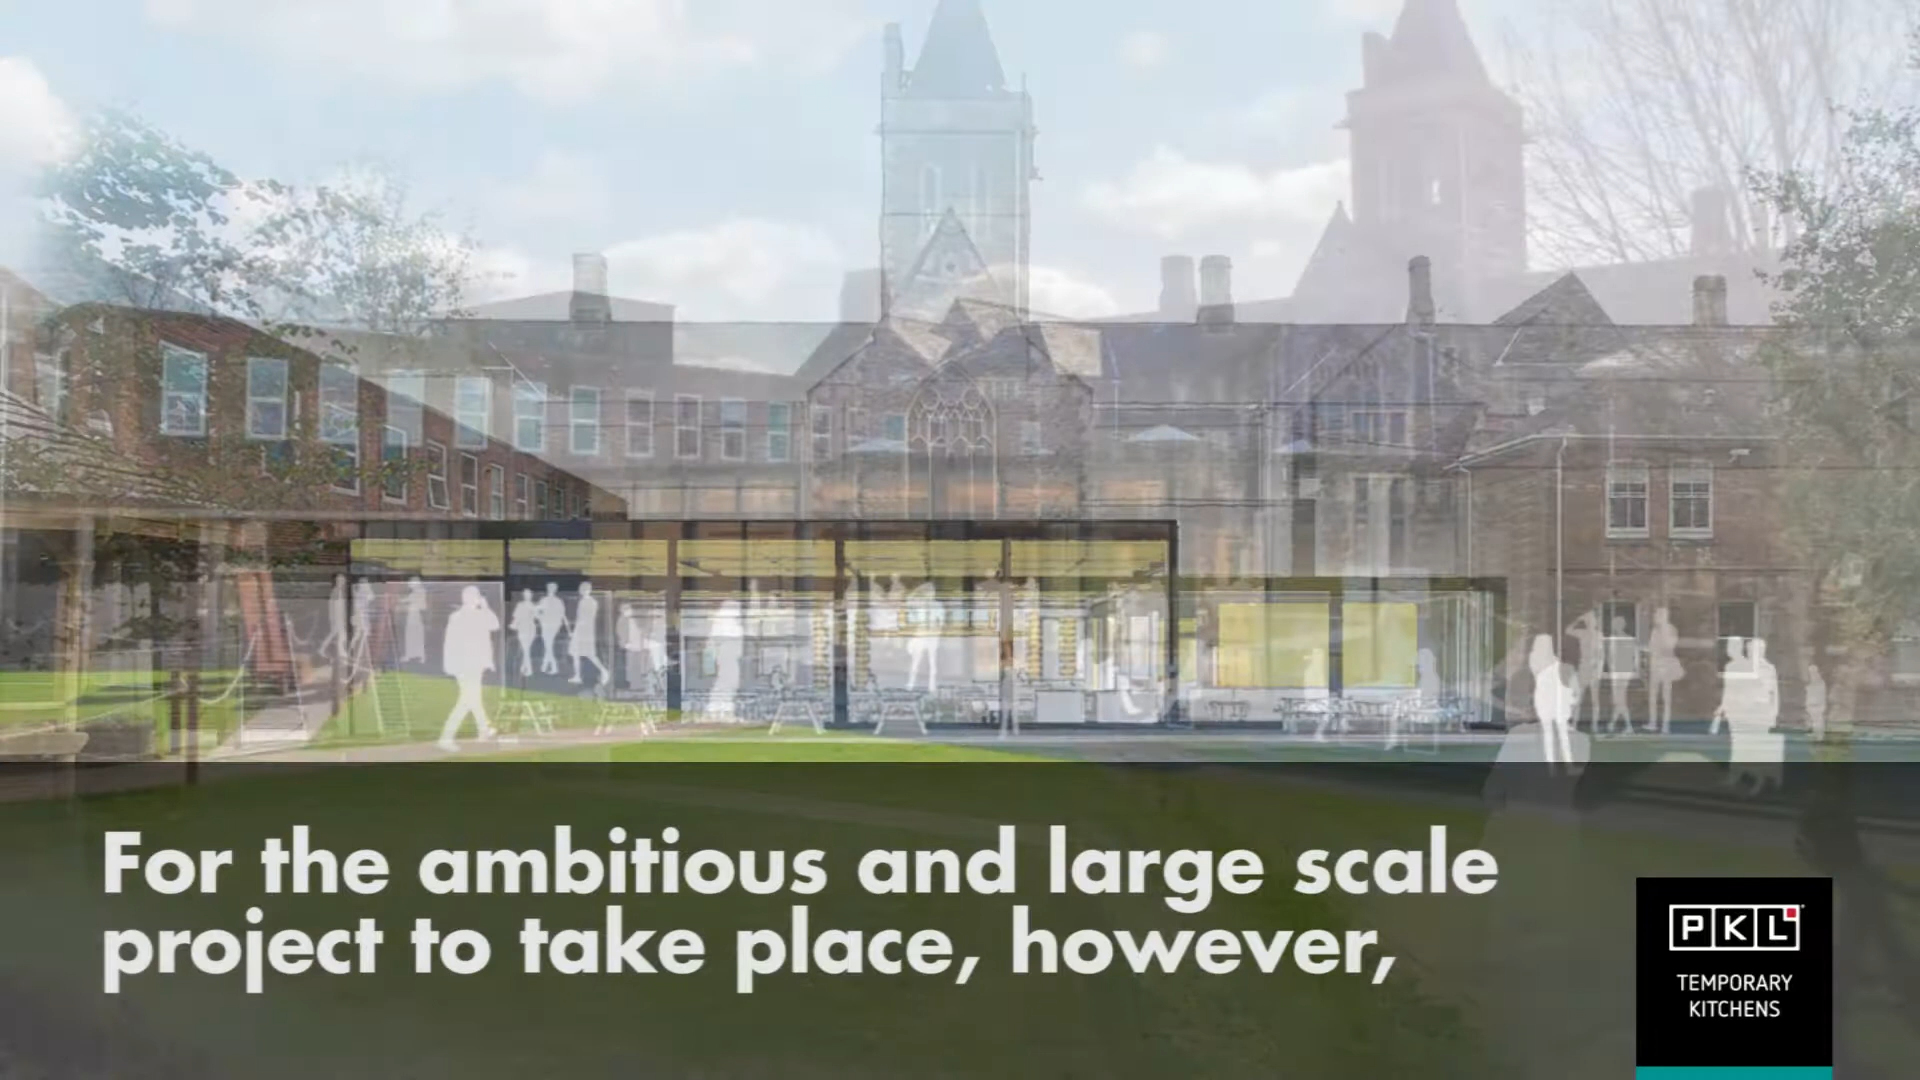 For the ambitious and large scale
project to take place, however,
PKL
TEMPORARY
KITCHENS